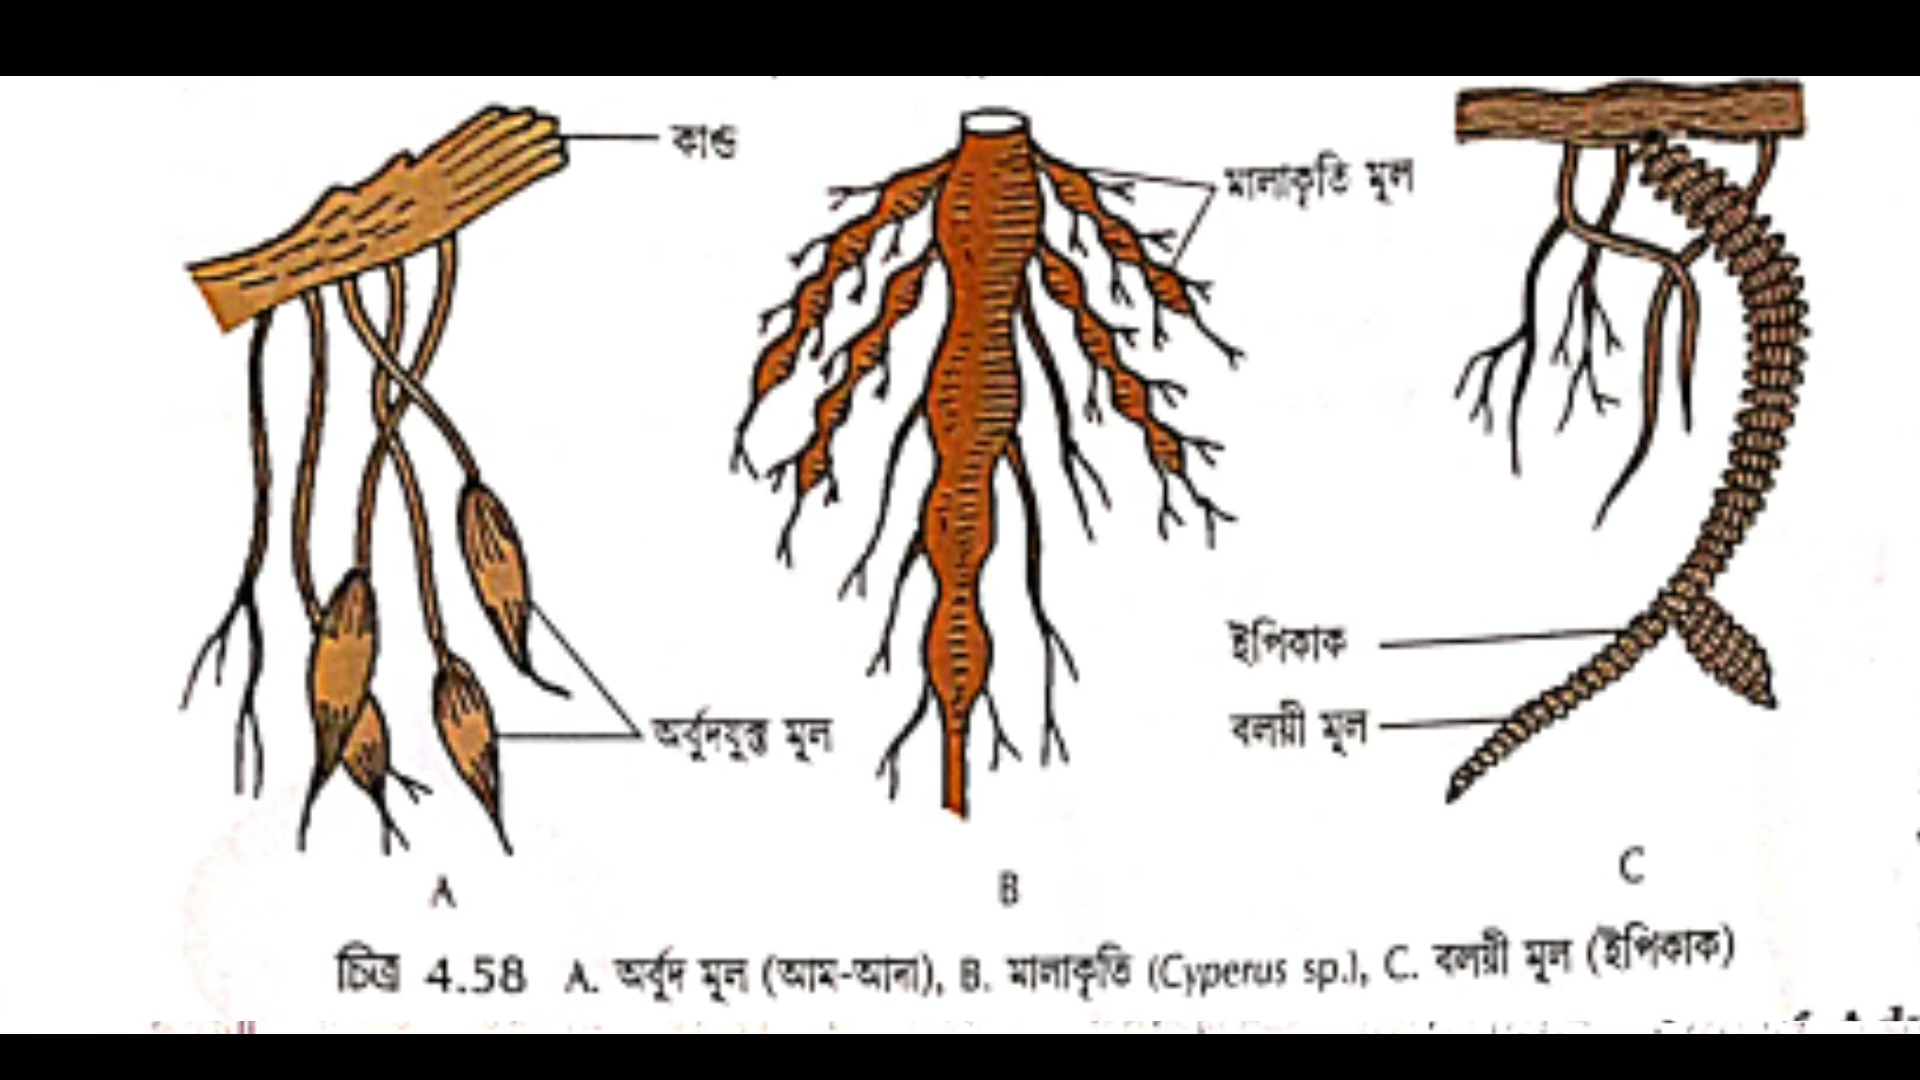 কাণ্ড
মালাকৃতি মূল
ইপিকাক
বলয়ী মূল
অর্বুদযুক্ত মূল
A
B
C
চিত্র 4.58 A. অর্বুদ মূল (আম-আদা), B. মালাকৃতি (Cyperus sp.), C. বলয়ী মূল (ইপিকাক)